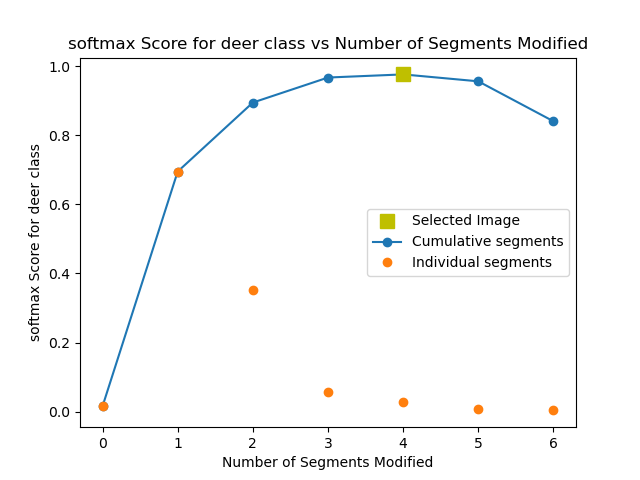 softmax Score for deer class vs Number of Segments Modified
1.0
0.8
0.6
0.4
0.2
0.0
softmax Score for deer class
Selected Image
Cumulative segments
Individual segments
0 1 2 3 4 5 6
Number of Segments Modified